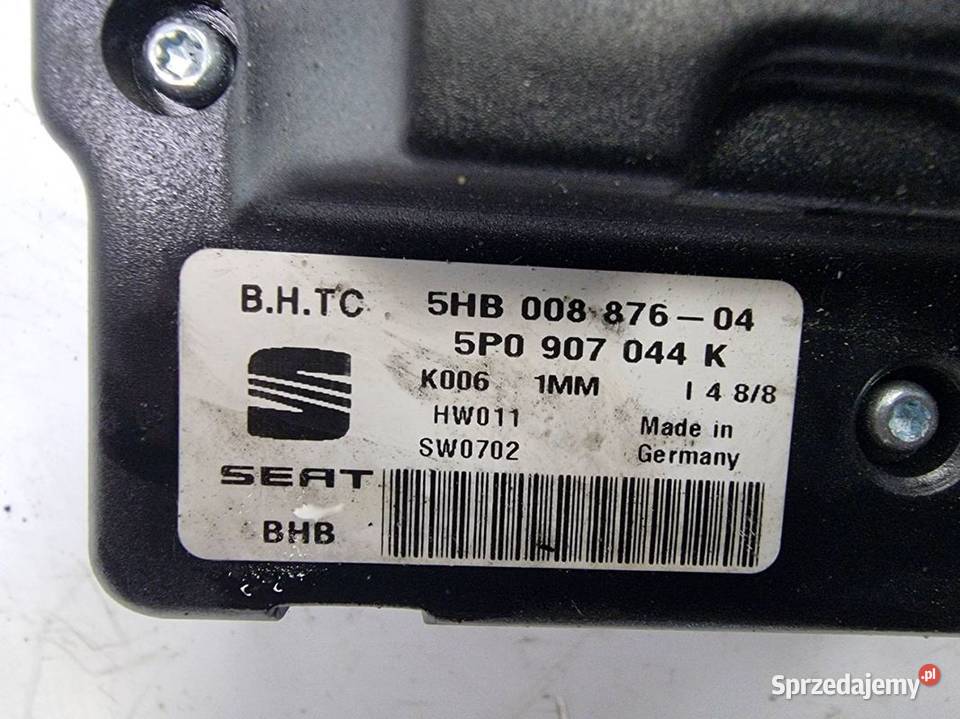 B.H.TC 5HB 008 876-04
5P0 907 044 K
K006 1MM I 4 8/8
HW011 Made in
SW0702 Germany
SEAT
BHB
Sprzedajemy.pl